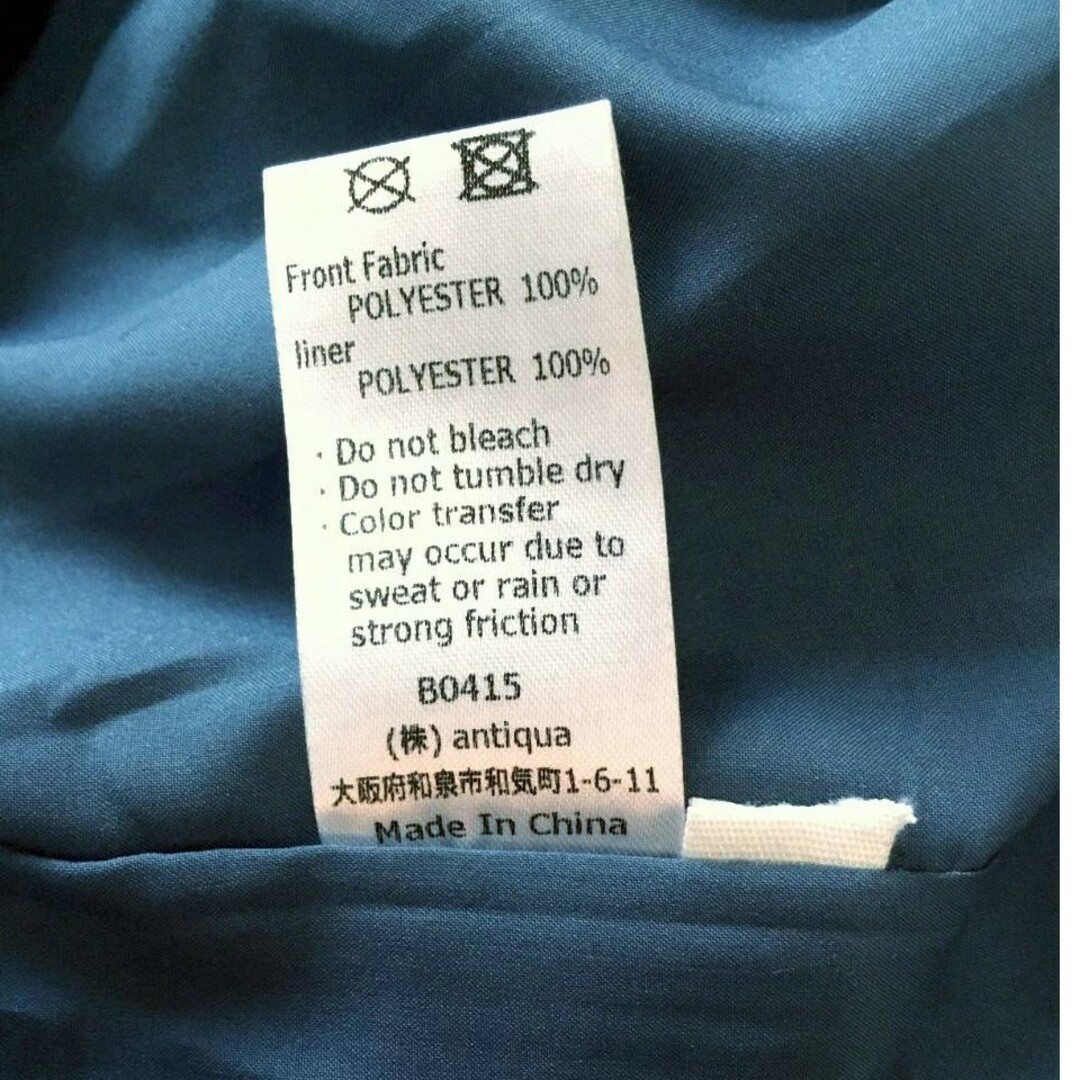 Front Fabric
POLYESTER 100%
liner
POLYESTER 100%
· Do not bleach
· Do not tumble dry
· Color transfer
may occur due to
sweat or rain or
strong friction
B0415
(株) antiqua
大阪府和泉市和気町1-6-11
Made In China